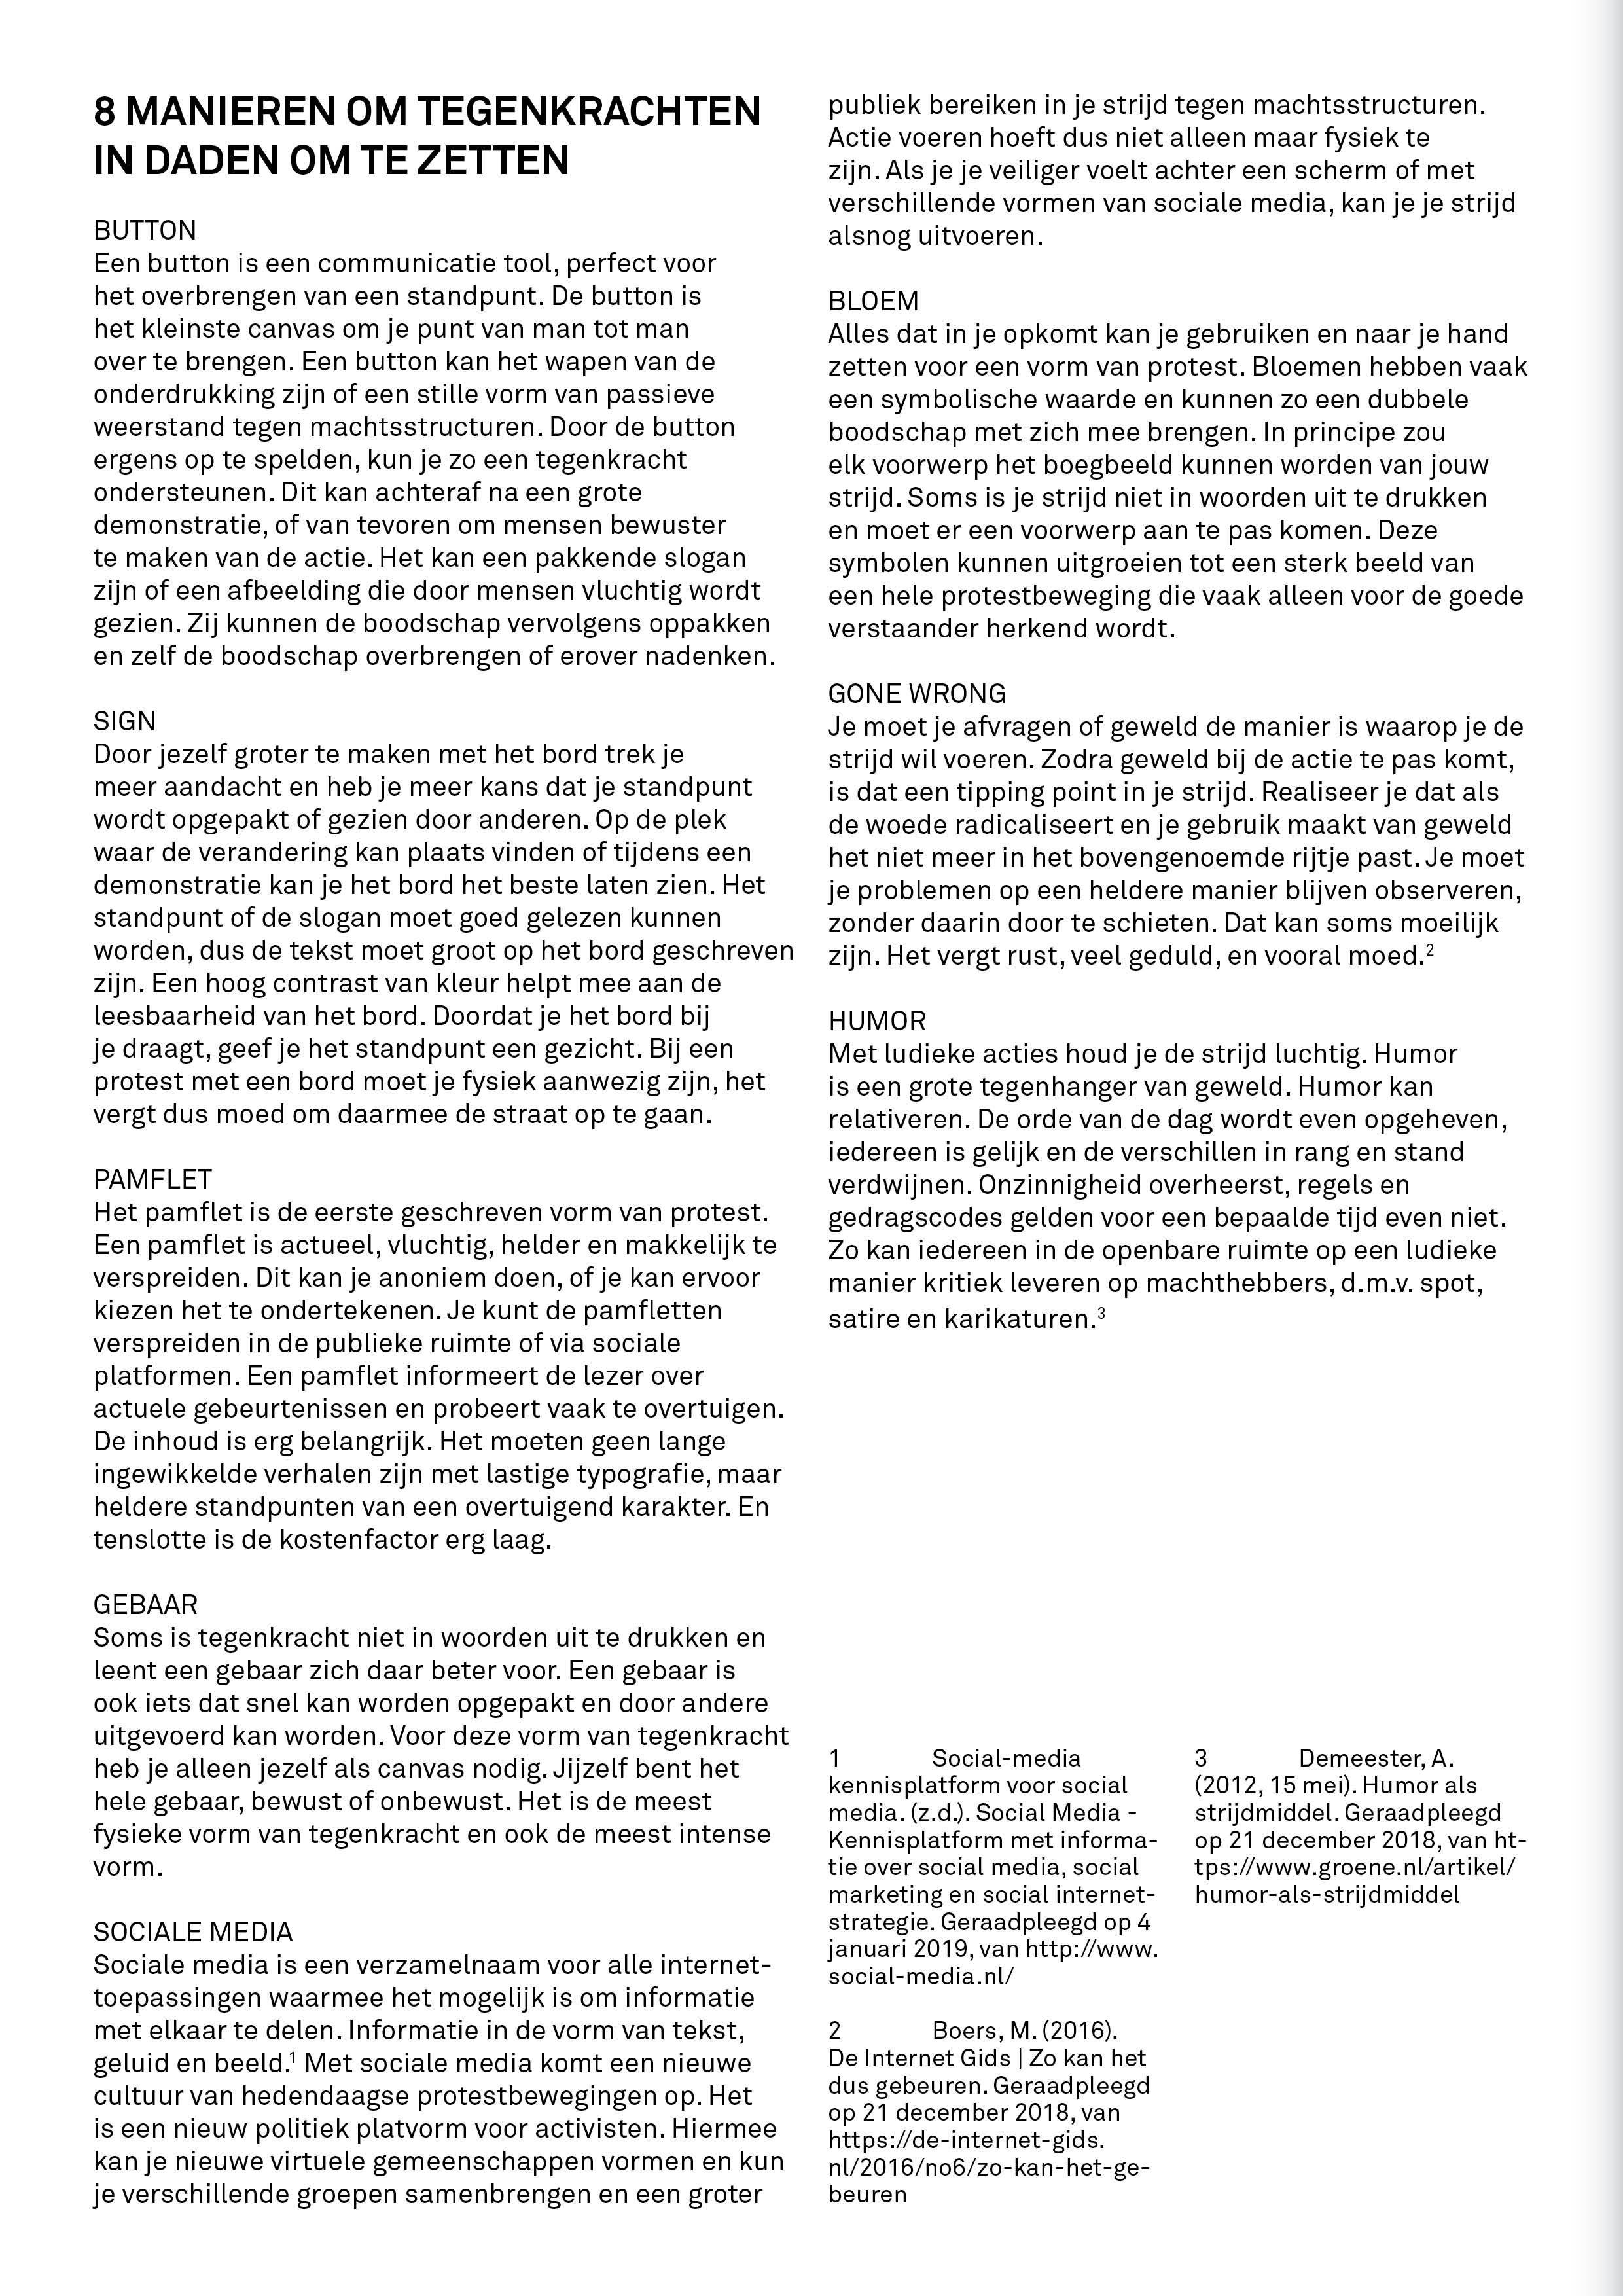 8 MANIEREN OM TEGENKRACHTEN
IN DADEN OM TE ZETTEN
BUTTON
Een button is een communicatie tool, perfect voor
het overbrengen van een standpunt. De button is
het kleinste canvas om je punt van man tot man
over te brengen. Een button kan het wapen van de
onderdrukking zijn of een stille vorm van passieve
weerstand tegen machtsstructuren. Door de button
ergens op te spelden, kun je zo een tegenkracht
ondersteunen. Dit kan achteraf na een grote
demonstratie, of van tevoren om mensen bewuster
te maken van de actie. Het kan een pakkende slogan
zijn of een afbeelding die door mensen vluchtig wordt
gezien. Zij kunnen de boodschap vervolgens oppakken
en zelf de boodschap overbrengen of erover nadenken.
SIGN
Door jezelf groter te maken met het bord trek je
meer aandacht en heb je meer kans dat je standpunt
wordt opgepakt of gezien door anderen. Op de plek
waar de verandering kan plaats vinden of tijdens een
demonstratie kan je het bord het beste laten zien. Het
standpunt of de slogan moet goed gelezen kunnen
worden, dus de tekst moet groot op het bord geschreven
zijn. Een hoog contrast van kleur helpt mee aan de
leesbaarheid van het bord. Doordat je het bord bij
je draagt, geef je het standpunt een gezicht. Bij een
protest met een bord moet je fysiek aanwezig zijn, het
vergt dus moed om daarmee de straat op te gaan.
PAMFLET
Het pamflet is de eerste geschreven vorm van protest.
Een pamflet is actueel, vluchtig, helder en makkelijk te
verspreiden. Dit kan je anoniem doen, of je kan ervoor
kiezen het te ondertekenen. Je kunt de pamfletten
verspreiden in de publieke ruimte of via sociale
platformen. Een pamflet informeert de lezer over
actuele gebeurtenissen en probeert vaak te overtuigen.
De inhoud is erg belangrijk. Het moeten geen lange
ingewikkelde verhalen zijn met lastige typografie, maar
heldere standpunten van een overtuigend karakter. En
tenslotte is de kostenfactor erg laag.
GEBAAR
Soms is tegenkracht niet in woorden uit te drukken en
leent een gebaar zich daar beter voor. Een gebaar is
ook iets dat snel kan worden opgepakt en door andere
uitgevoerd kan worden. Voor deze vorm van tegenkracht
heb je alleen jezelf als canvas nodig. Jijzelf bent het
hele gebaar, bewust of onbewust. Het is de meest
fysieke vorm van tegenkracht en ook de meest intense
vorm.
SOCIALE MEDIA
Sociale media is een verzamelnaam voor alle internet-
toepassingen waarmee het mogelijk is om informatie
met elkaar te delen. Informatie in de vorm van tekst,
geluid en beeld.¹ Met sociale media komt een nieuwe
cultuur van hedendaagse protestbewegingen op. Het
is een nieuw politiek platvorm voor activisten. Hiermee
kan je nieuwe virtuele gemeenschappen vormen en kun
je verschillende groepen samenbrengen en een groter
publiek bereiken in je strijd tegen machtsstructuren.
Actie voeren hoeft dus niet alleen maar fysiek te
zijn. Als je je veiliger voelt achter een scherm of met
verschillende vormen van sociale media, kan je je strijd
alsnog uitvoeren.
BLOEM
Alles dat in je opkomt kan je gebruiken en naar je hand
zetten voor een vorm van protest. Bloemen hebben vaak
een symbolische waarde en kunnen zo een dubbele
boodschap met zich mee brengen. In principe zou
elk voorwerp het boegbeeld kunnen worden van jouw
strijd. Soms is je strijd niet in woorden uit te drukken
en moet er een voorwerp aan te pas komen. Deze
symbolen kunnen uitgroeien tot een sterk beeld van
een hele protestbeweging die vaak alleen voor de goede
verstaander herkend wordt.
GONE WRONG
Je moet je afvragen of geweld de manier is waarop je de
strijd wil voeren. Zodra geweld bij de actie te pas komt,
is dat een tipping point in je strijd. Realiseer je dat als
de woede radicaliseert en je gebruik maakt van geweld
het niet meer in het bovengenoemde rijtje past. Je moet
je problemen op een heldere manier blijven observeren,
zonder daarin door te schieten. Dat kan soms moeilijk
zijn. Het vergt rust, veel geduld, en vooral moed.²
HUMOR
Met ludieke acties houd je de strijd luchtig. Humor
is een grote tegenhanger van geweld. Humor kan
relativeren. De orde van de dag wordt even opgeheven,
iedereen is gelijk en de verschillen in rang en stand
verdwijnen. Onzinnigheid overheerst, regels en
gedragscodes gelden voor een bepaalde tijd even niet.
Zo kan iedereen in de openbare ruimte op een ludieke
manier kritiek leveren op machthebbers, d.m.v. spot,
satire en karikaturen.³
1 Social-media
kennisplatform voor social
media. (z.d.). Social Media -
Kennisplatform met informa-
tie over social media, social
marketing en social internet-
strategie. Geraadpleegd op 4
januari 2019, van http://www.
social-media.nl/
2 Boers, M. (2016).
De Internet Gids | Zo kan het
dus gebeuren. Geraadpleegd
op 21 december 2018, van
https://de-internet-gids.
nl/2016/no6/zo-kan-het-ge-
beuren
3 Demeester, A.
(2012, 15 mei). Humor als
strijdmiddel. Geraadpleegd
op 21 december 2018, van ht-
tps://www.groene.nl/artikel/
humor-als-strijdmiddel